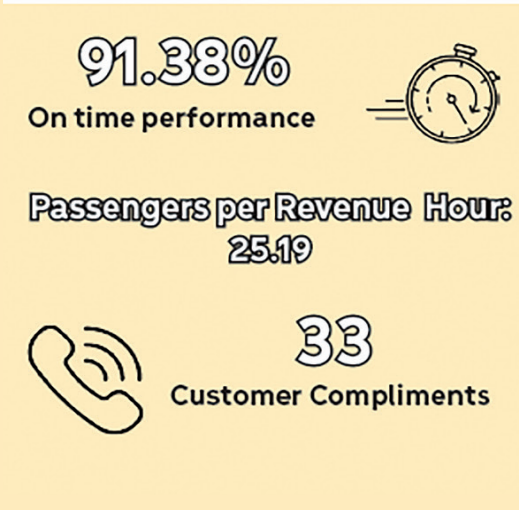 91.38%
On time performance
Passengers per Revenue Hour:
25.19
33
Customer Compliments